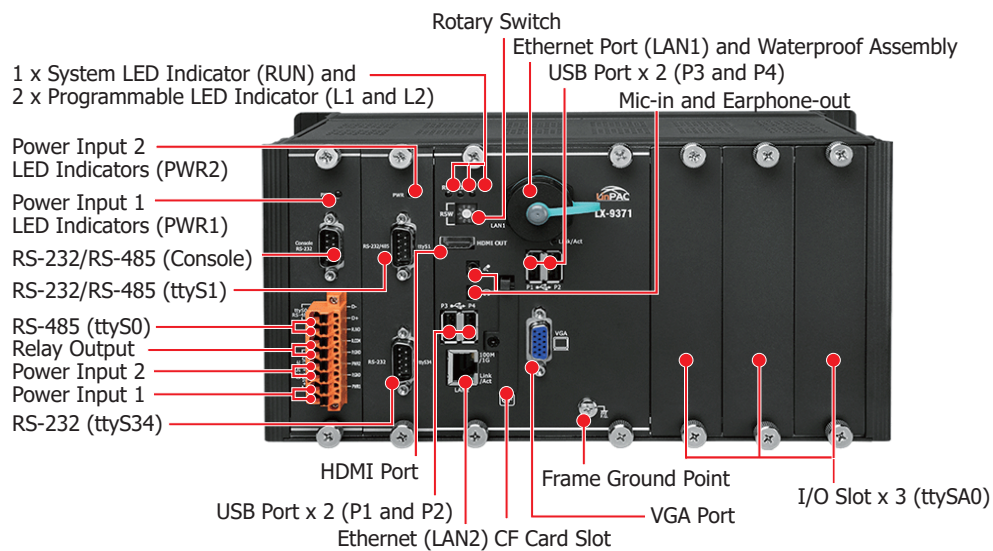 Rotary Switch
Ethernet Port (LAN1) and Waterproof Assembly
1 x System LED Indicator (RUN) and
2 x Programmable LED Indicator (L1 and L2)
USB Port x 2 (P3 and P4)
Mic-in and Earphone-out
Power Input 2
LED Indicators (PWR2)
Power Input 1
LED Indicators (PWR1)
RS-232/RS-485 (Console)
RS-232/RS-485 (ttyS1)
RS-485 (ttyS0)
Relay Output
Power Input 2
Power Input 1
RS-232 (ttyS34)
HDMI Port
USB Port x 2 (P1 and P2)
Ethernet (LAN2)
CF Card Slot
Frame Ground Point
VGA Port
I/O Slot x 3 (ttySA0)
PWR
RSW
LAN1
LinPAC
LX-9371
Link/Act
Console
RS-232
RS-232/485
ttyS1
HDMI OUT
P1
P2
P3
P4
VGA
100M
/1G
Link
/Act
RS-232
ttyS34